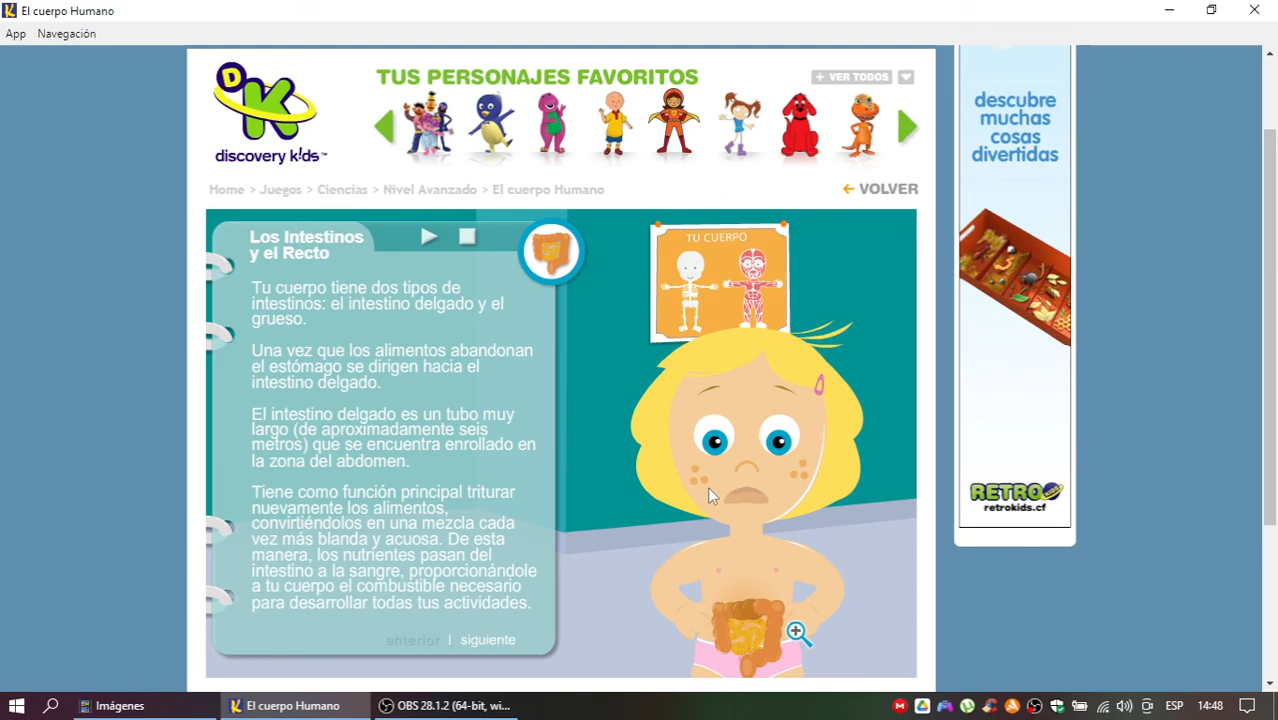 El cuerpo Humano
App Navegación
D
K
discovery k!ds™
TUS PERSONAJES FAVORITOS
+ VER TODOS
Home > Juegos > Ciencias > Nivel Avanzado > El cuerpo Humano
← VOLVER
Los Intestinos
y el Recto
Tu cuerpo tiene dos tipos de
intestinos: el intestino delgado y el
grueso.
Una vez que los alimentos abandonan
el estómago se dirigen hacia el
intestino delgado.
El intestino delgado es un tubo muy
largo (de aproximadamente seis
metros) que se encuentra enrollado en
la zona del abdomen.
Tiene como función principal triturar
nuevamente los alimentos,
convirtiéndolos en una mezcla cada
vez más blanda y acuosa. De esta
manera, los nutrientes pasan del
intestino a la sangre, proporcionándole
a tu cuerpo el combustible necesario
para desarrollar todas tus actividades.
anterior | siguiente
TU CUERPO
descubre
muchas
cosas
divertidas
RETRO
retrokids.cf
Imágenes
El cuerpo Humano
OBS 28.1.2 (64-bit, wi...
ESP
14:48